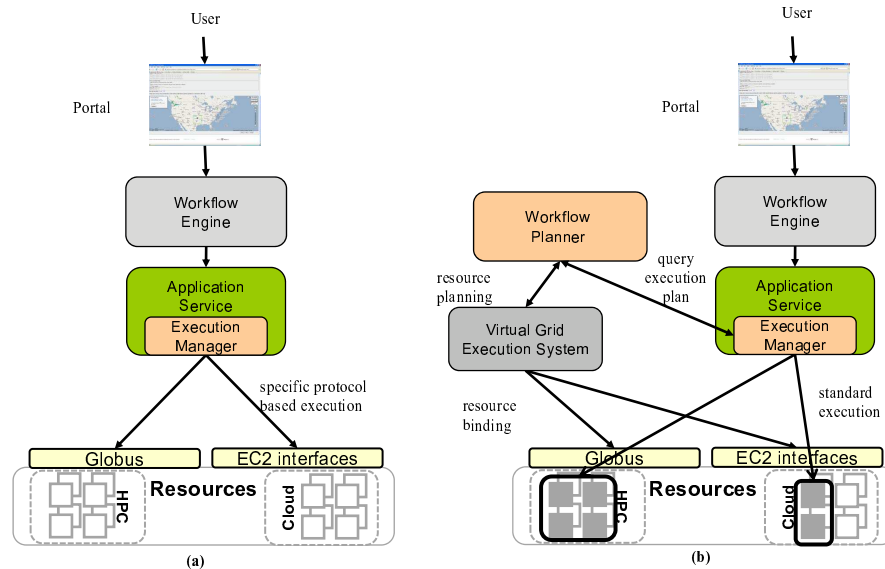 User
Portal
Workflow
Engine
Application
Service
Execution
Manager
specific protocol
based execution
Globus
EC2 interfaces
Resources
HPC
Cloud
(a)
User
Portal
Workflow
Engine
Workflow
Planner
query
execution
plan
resource
planning
Application
Service
Execution
Manager
Virtual Grid
Execution System
standard
execution
resource
binding
Globus
EC2 interfaces
Resources
HPC
Cloud
(b)